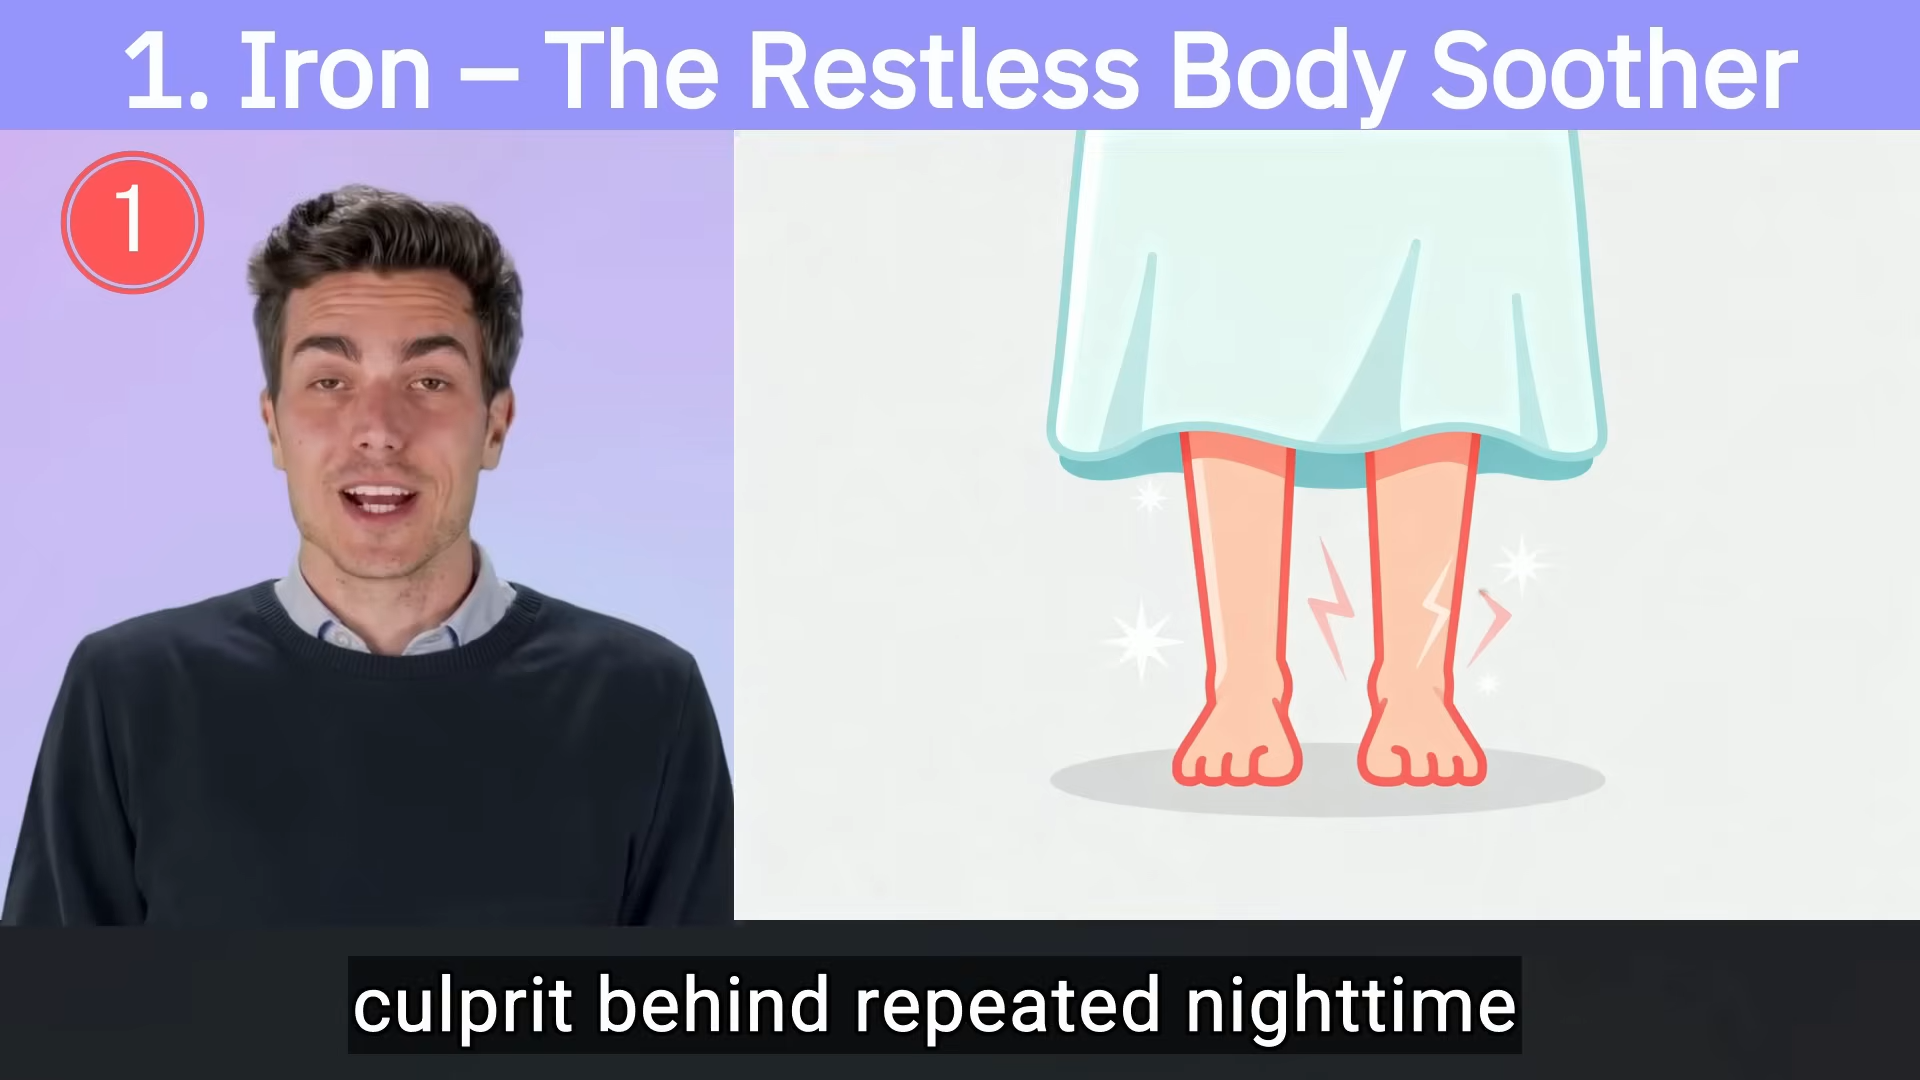 1. Iron – The Restless Body Soother
1
culprit behind repeated nighttime